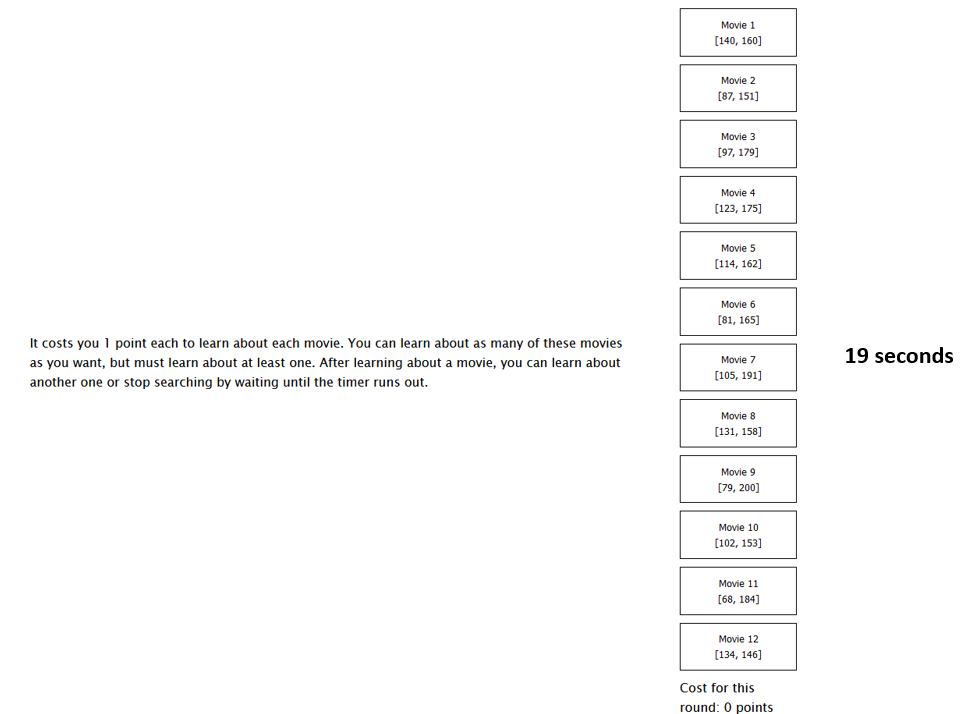 Movie 1
[140, 160]
Movie 2
[87, 151]
Movie 3
[97, 179]
Movie 4
[123, 175]
Movie 5
[114, 162]
Movie 6
[81, 165]
It costs you 1 point each to learn about each movie. You can learn about as many of these movies
as you want, but must learn about at least one. After learning about a movie, you can learn about
another one or stop searching by waiting until the timer runs out.
19 seconds
Movie 7
[105, 191]
Movie 8
[131, 158]
Movie 9
[79, 200]
Movie 10
[102, 153]
Movie 11
[68, 184]
Movie 12
[134, 146]
Cost for this
round: 0 points